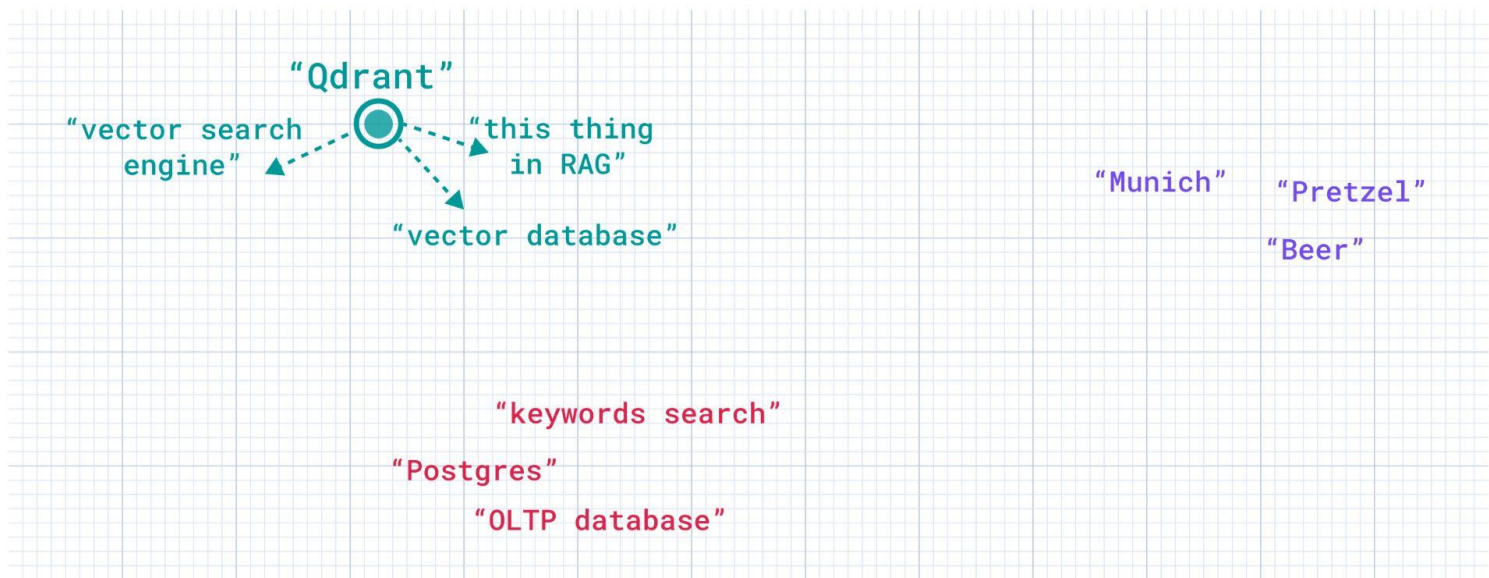 “Qdrant”
“vector search
engine”
“this thing
in RAG”
“vector database”
“Munich”
“Pretzel”
“Beer”
“keywords search”
“Postgres”
“OLTP database”